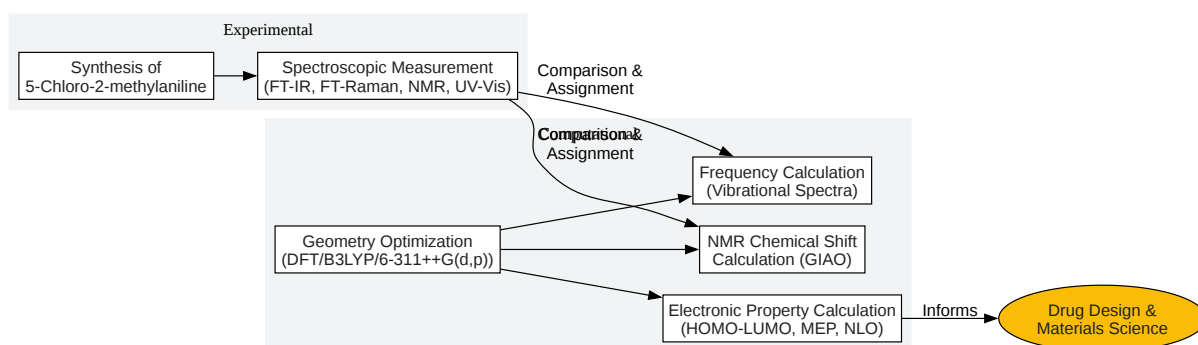 Experimental
Synthesis of
5-Chloro-2-methylaniline
Spectroscopic Measurement
(FT-IR, FT-Raman, NMR, UV-Vis)
Comparison &
Assignment
Computational
Comparison &
Assignment
Frequency Calculation
(Vibrational Spectra)
Geometry Optimization
(DFT/B3LYP/6-311++G(d,p))
NMR Chemical Shift
Calculation (GIAO)
Electronic Property Calculation
(HOMO-LUMO, MEP, NLO)
Informs
Drug Design &
Materials Science